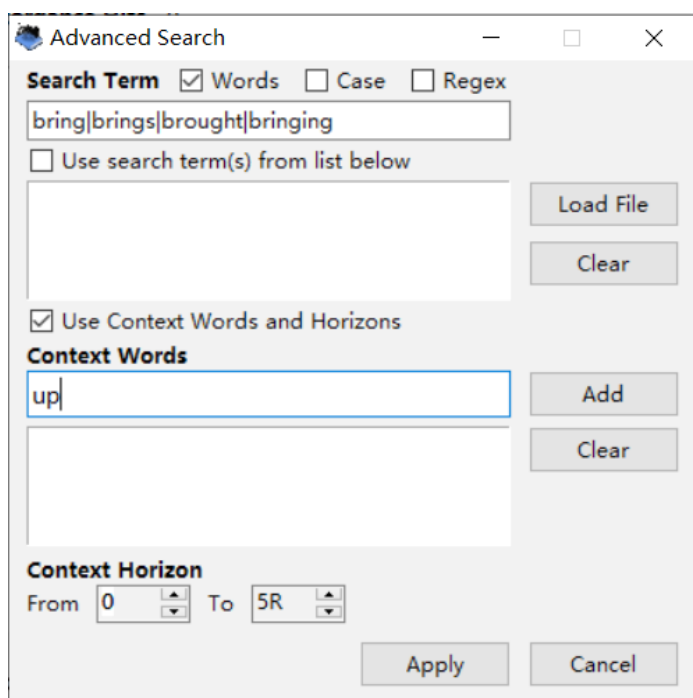 Advanced Search
Search Term Words Case Regex
bring|brings|brought|bringing
Use search term(s) from list below
Load File
Clear
Use Context Words and Horizons
Context Words
up Add
Clear
Context Horizon
From 0 To 5R
Apply Cancel